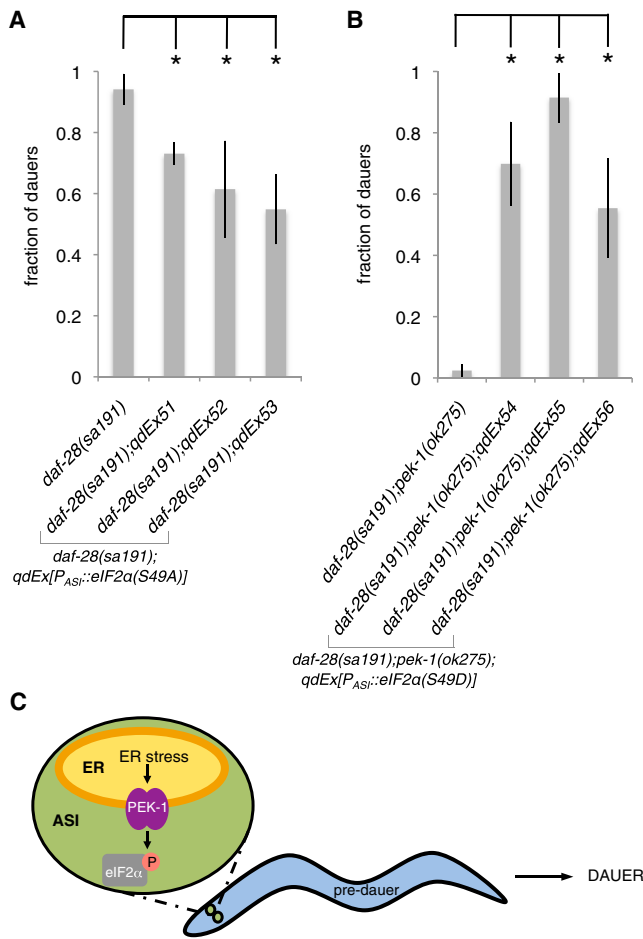 A
* * *
1
0.8
0.6
0.4
0.2
0
fraction of dauers
daf-28(sa191)
daf-28(sa191);qdEx51
daf-28(sa191);qdEx52
daf-28(sa191);qdEx53
daf-28(sa191);
qdEx[PASI::eIF2α(S49A)]
B
* * *
1
0.8
0.6
0.4
0.2
0
fraction of dauers
daf-28(sa191);pek-1(ok275)
daf-28(sa191);pek-1(ok275);qdEx54
daf-28(sa191);pek-1(ok275);qdEx55
daf-28(sa191);pek-1(ok275);qdEx56
daf-28(sa191);pek-1(ok275);
qdEx[PASI::eIF2α(S49D)]
C
ER stress
ER
PEK-1
ASI
P
eIF2α
pre-dauer
DAUER